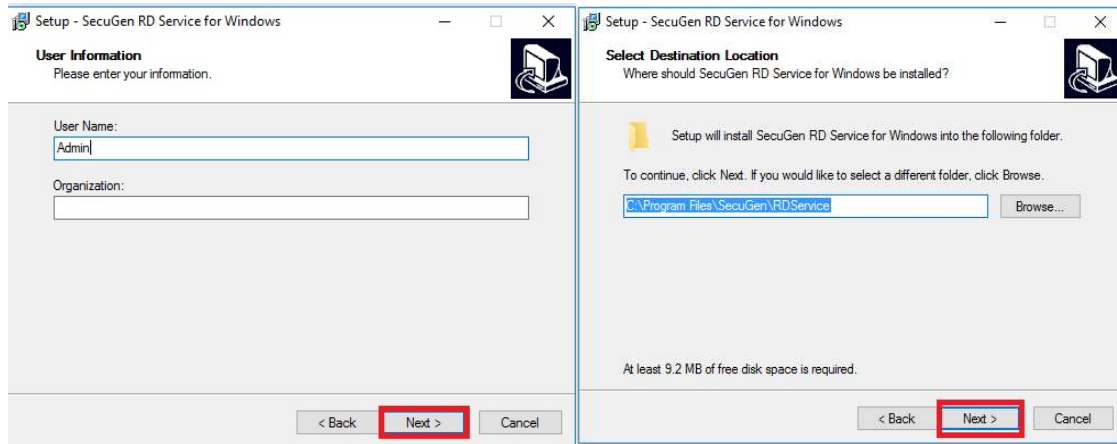 Setup - SecuGen RD Service for Windows
User Information
Please enter your information.
User Name:
Admin
Organization:
< Back
Next >
Cancel
Setup - SecuGen RD Service for Windows
Select Destination Location
Where should SecuGen RD Service for Windows be installed?
Setup will install SecuGen RD Service for Windows into the following folder.
To continue, click Next. If you would like to select a different folder, click Browse.
C:\Program Files\SecuGen\RDService
Browse...
At least 9.2 MB of free disk space is required.
< Back
Next >
Cancel